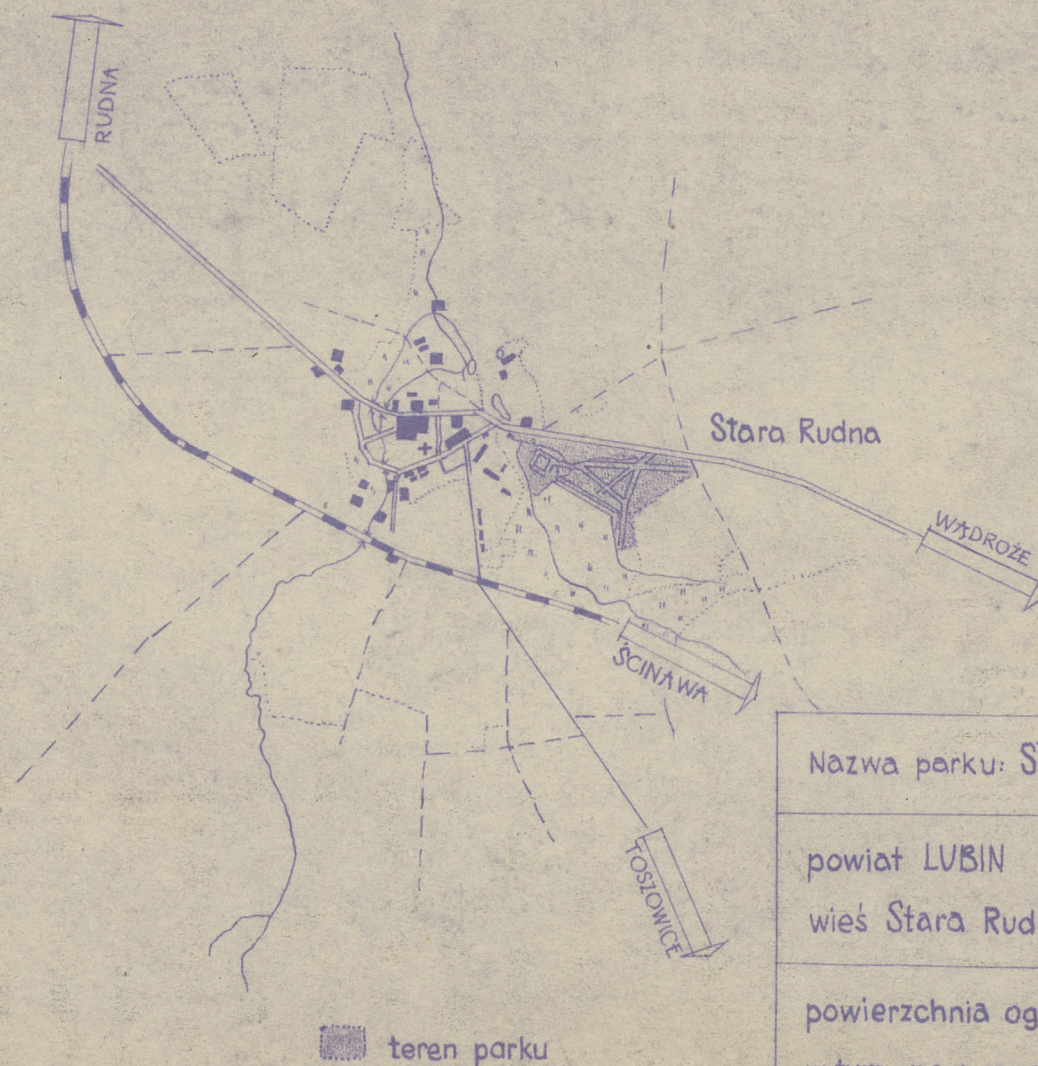 RUDNA
Stara Rudna
WĄDROŻE
ŚCINAWA
TOSZOWICE
Nazwa parku:
powiat LUBIN
wieś Stara Rud
powierzchnia og
teren parku